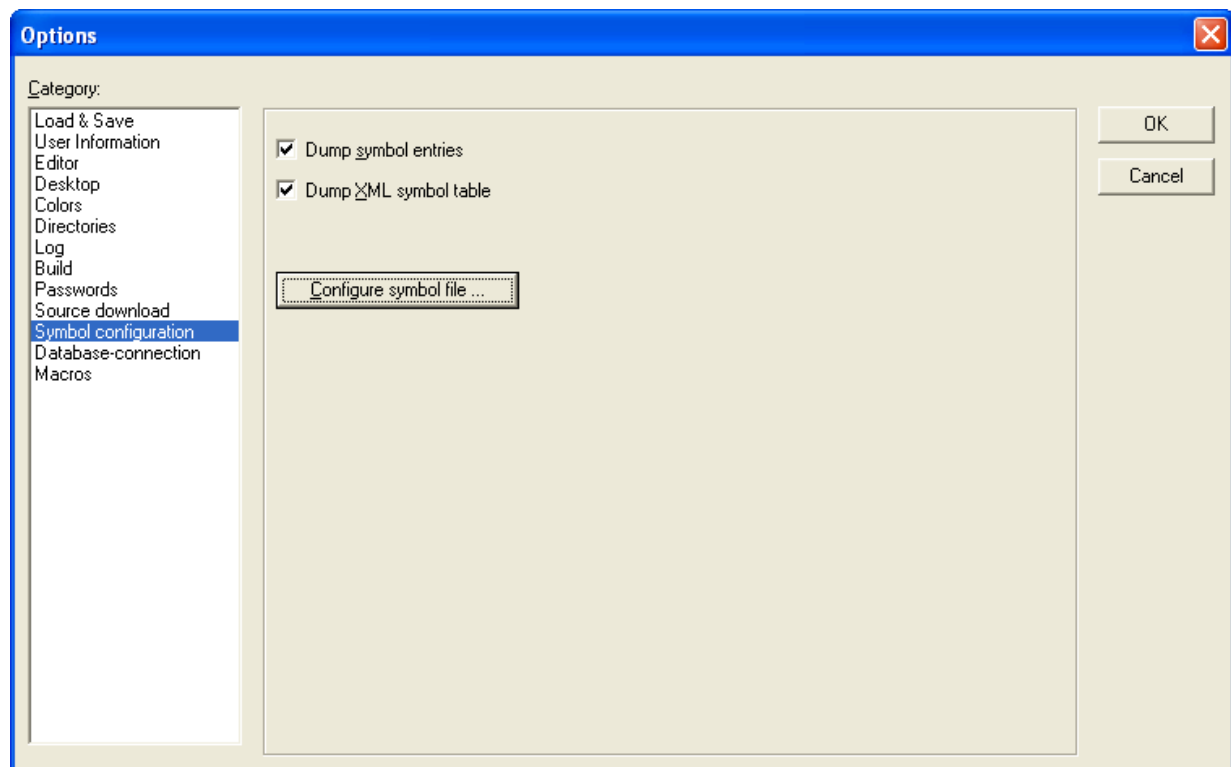 Options
Category:
Load & Save
User Information
Editor
Desktop
Colors
Directories
Log
Build
Passwords
Source download
Symbol configuration
Database-connection
Macros
Dump symbol entries
Dump XML symbol table
Configure symbol file ...
OK
Cancel